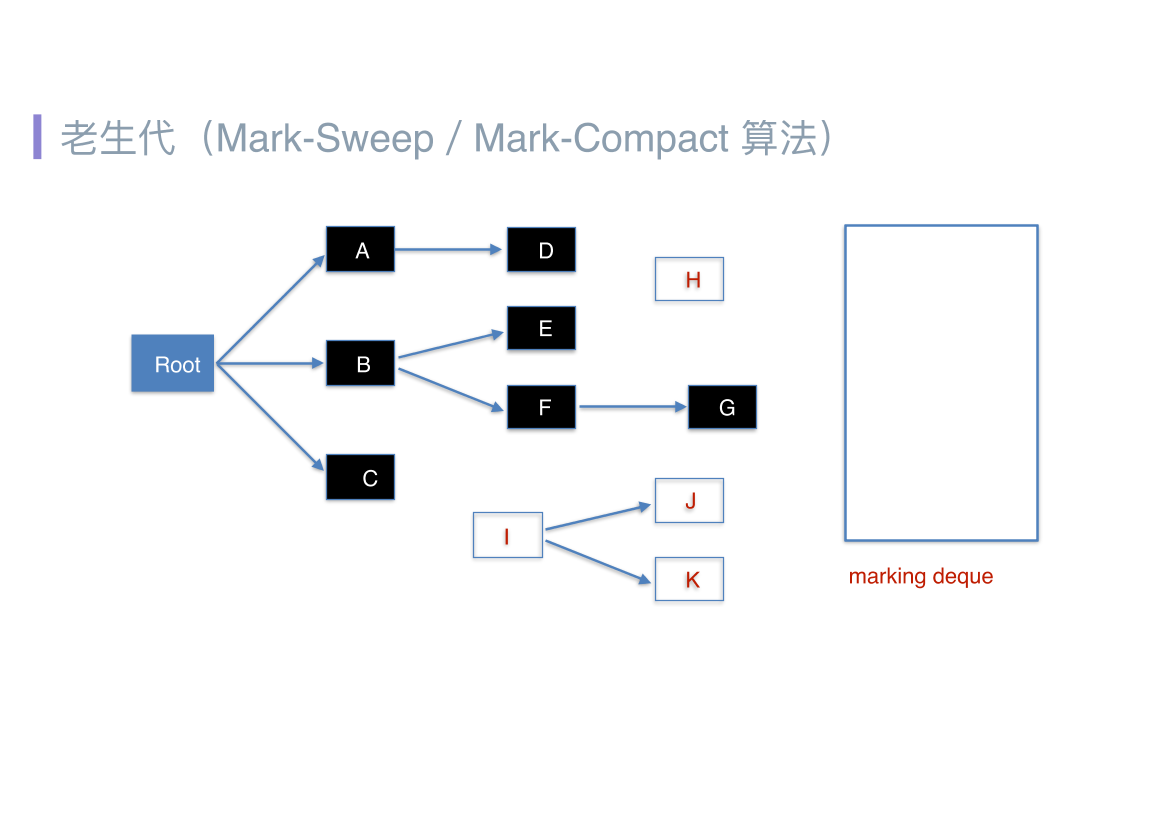 老生代（Mark-Sweep / Mark-Compact 算法）
A
D
H
E
Root
B
F
G
C
J
I
K
marking deque